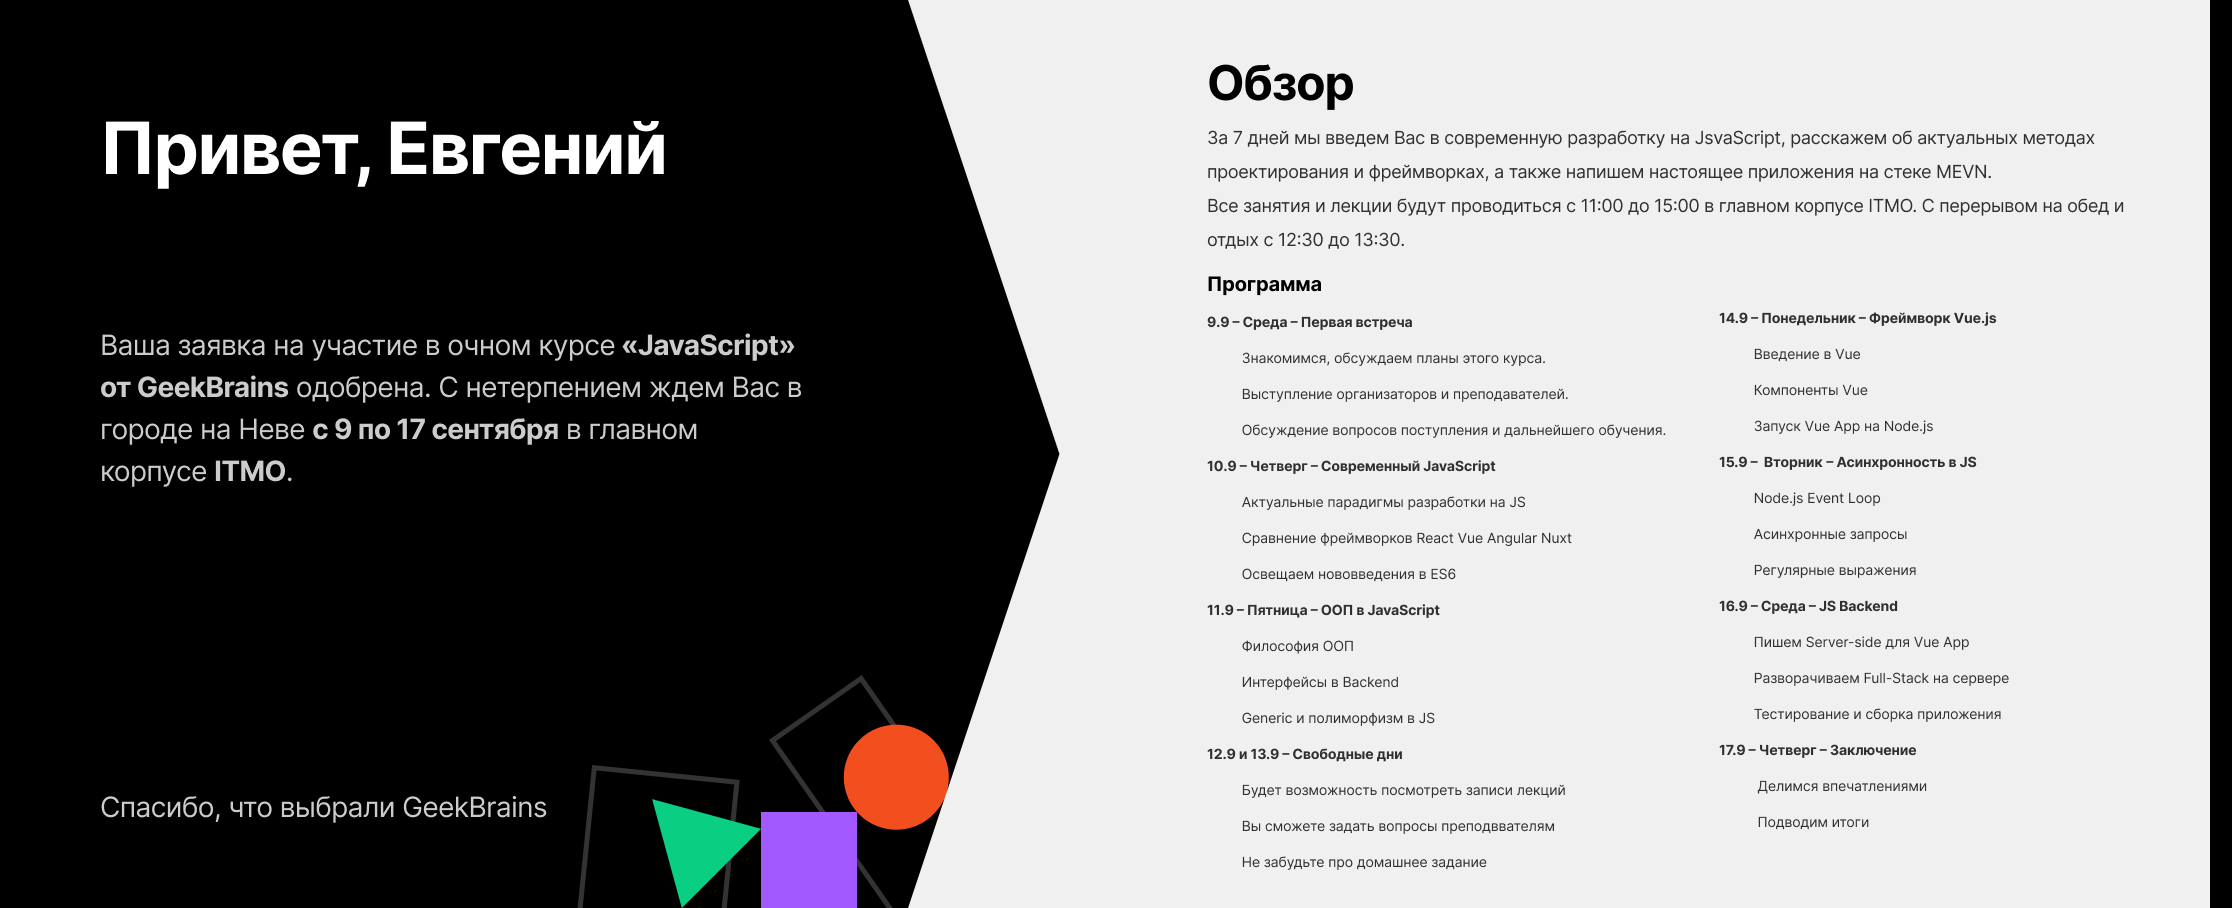 Привет, Евгений
Ваша заявка на участие в очном курсе «JavaScript»
от GeekBrains одобрена. С нетерпением ждем Вас в
городе на Неве с 9 по 17 сентября в главном
корпусе ITMO.
Спасибо, что выбрали GeekBrains
Обзор
За 7 дней мы введем Вас в современную разработку на JsvaScript, расскажем об актуальных методах
проектирования и фреймворках, а также напишем настоящее приложения на стеке MEVN.
Все занятия и лекции будут проводиться с 11:00 до 15:00 в главном корпусе ITMO. С перерывом на обед и
отдых с 12:30 до 13:30.
Программа
9.9 – Среда – Первая встреча
Знакомимся, обсуждаем планы этого курса.
Выступление организаторов и преподавателей.
Обсуждение вопросов поступления и дальнейшего обучения.
10.9 – Четверг – Современный JavaScript
Актуальные парадигмы разработки на JS
Сравнение фреймворков React Vue Angular Nuxt
Освещаем нововведения в ES6
11.9 – Пятница – ООП в JavaScript
Философия ООП
Интерфейсы в Backend
Generic и полиморфизм в JS
12.9 и 13.9 – Свободные дни
Будет возможность посмотреть записи лекций
Вы сможете задать вопросы преподввателям
Не забудьте про домашнее задание
14.9 – Понедельник – Фреймворк Vue.js
Введение в Vue
Компоненты Vue
Запуск Vue App на Node.js
15.9 –  Вторник – Асинхронность в JS
Node.js Event Loop
Асинхронные запросы
Регулярные выражения
16.9 – Среда – JS Backend
Пишем Server-side для Vue App
Разворачиваем Full-Stack на сервере
Тестирование и сборка приложения
17.9 – Четверг – Заключение
Делимся впечатлениями
Подводим итоги